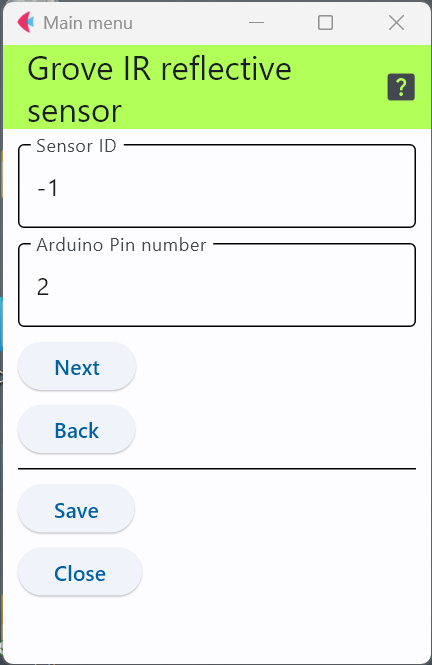 Main menu
Grove IR reflective
sensor
?
Sensor ID
-1
Arduino Pin number
2
Next
Back
Save
Close